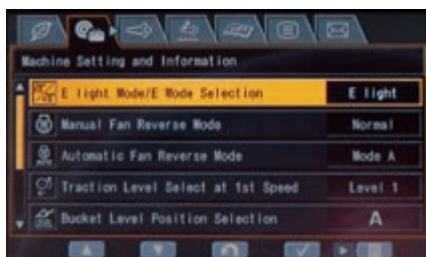 Machine Setting and Information
E light Mode/E Mode Selection E light
Manual Fan Reverse Mode Normal
Automatic Fan Reverse Mode Mode A
Traction Level Select at 1st Speed Level 1
Bucket Level Position Selection A